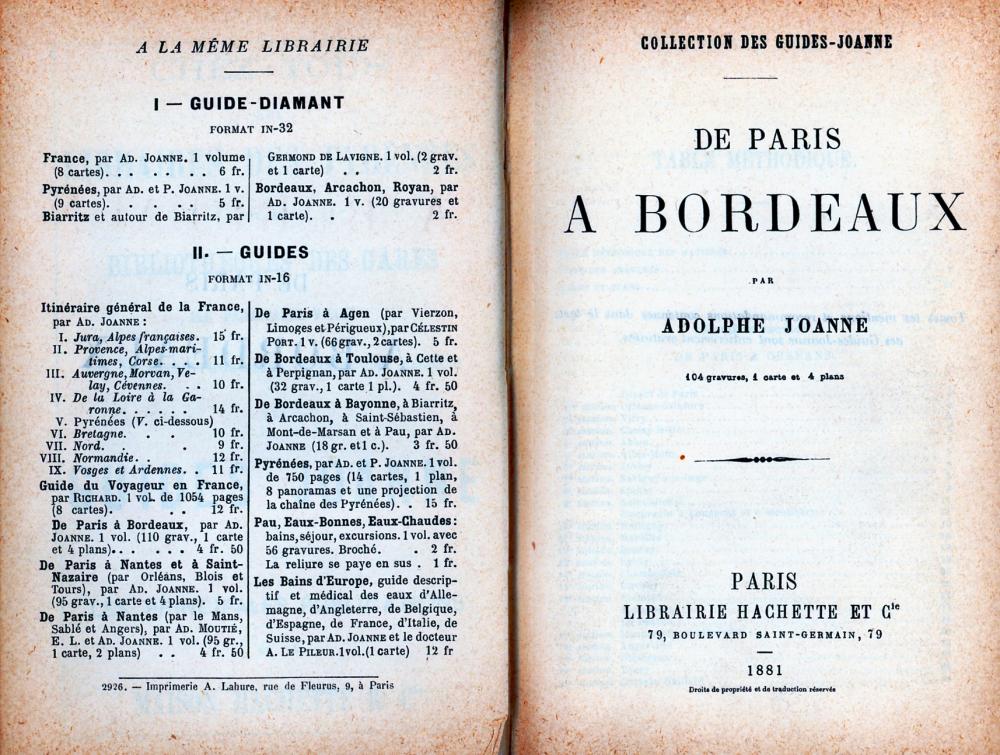 A LA MÊME LIBRAIRIE
I — GUIDE-DIAMANT
FORMAT IN-32
France, par AD. JOANNE. 1 volume
(8 cartes). . . . . . . 6 fr.
Pyrénées, par AD. et P. JOANNE. 1 v.
(9 cartes). . . . . . 5 fr.
Biarritz et autour de Biarritz, par
GERMOND DE LAVIGNE. 1 vol. (2 grav.
et 1 carte) . . 2 fr.
Bordeaux, Arcachon, Royan, par
AD. JOANNE. 1 v. (20 gravures et
1 carte). . 2 fr.
II. — GUIDES
FORMAT IN-16
Itinéraire général de la France,
par AD. JOANNE :
I. Jura, Alpes françaises. 15 fr.
II. Provence, Alpes mari-
times, Corse. . . . 11 fr.
III. Auvergne, Morvan, Ve-
lay, Cévennes. . . 10 fr.
IV. De la Loire à la Ga-
ronne. . . . . . 14 fr.
V. Pyrénées (V. ci-dessous)
VI. Bretagne. . . 10 fr.
VII. Nord. . . 9 fr.
VIII. Normandie. . 12 fr.
IX. Vosges et Ardennes. . 11 fr.
Guide du Voyageur en France,
par RICHARD. 1 vol. de 1054 pages
(8 cartes). . . 12 fr.
De Paris à Bordeaux, par AD.
JOANNE. 1 vol. (110 grav., 1 carte
et 4 plans). . . . . . 4 fr. 50
De Paris à Nantes et à Saint-
Nazaire (par Orléans, Blois et
Tours), par AD. JOANNE. 1 vol.
(95 grav., 1 carte et 4 plans). 5 fr.
De Paris à Nantes (par le Mans,
Sablé et Angers), par AD. MOUTIÉ,
E. L. et AD. JOANNE. 1 vol. (95 gr.,
1 carte, 2 plans) . . 4 fr. 50
De Paris à Agen (par Vierzon,
Limoges et Périgueux), par CÉLESTIN
PORT. 1 v. (66 grav., 2 cartes). 5 fr.
De Bordeaux à Toulouse, à Cette et
à Perpignan, par AD. JOANNE. 1 vol.
(32 grav., 1 carte 1 pl.). 4 fr. 50
De Bordeaux à Bayonne, à Biarritz,
à Arcachon, à Saint-Sébastien, à
Mont-de-Marsan et à Pau, par AD.
JOANNE (18 gr. et 1 c.). 3 fr. 50
Pyrénées, par AD. et P. JOANNE. 1 vol.
de 750 pages (14 cartes, 1 plan,
8 panoramas et une projection de
la chaîne des Pyrénées). . 15 fr.
Pau, Eaux-Bonnes, Eaux-Chaudes :
bains, séjour, excursions. 1 vol. avec
56 gravures. Broché. . 2 fr.
La reliure se paye en sus . 1 fr.
Les Bains d'Europe, guide descrip-
tif et médical des eaux d'Alle-
magne, d'Angleterre, de Belgique,
d'Espagne, de France, d'Italie, de
Suisse, par AD. JOANNE et le docteur
A. LE PILEUR. 1 vol. (1 carte) 12 fr
2926. — Imprimerie A. Lahure, rue de Fleurus, 9, à Paris
COLLECTION DES GUIDES-JOANNE
DE PARIS
A BORDEAUX
PAR
ADOLPHE JOANNE
104 gravures, 1 carte et 4 plans
PARIS
LIBRAIRIE HACHETTE ET Cie
79, BOULEVARD SAINT-GERMAIN, 79
1881
Droits de propriété et de traduction réservés